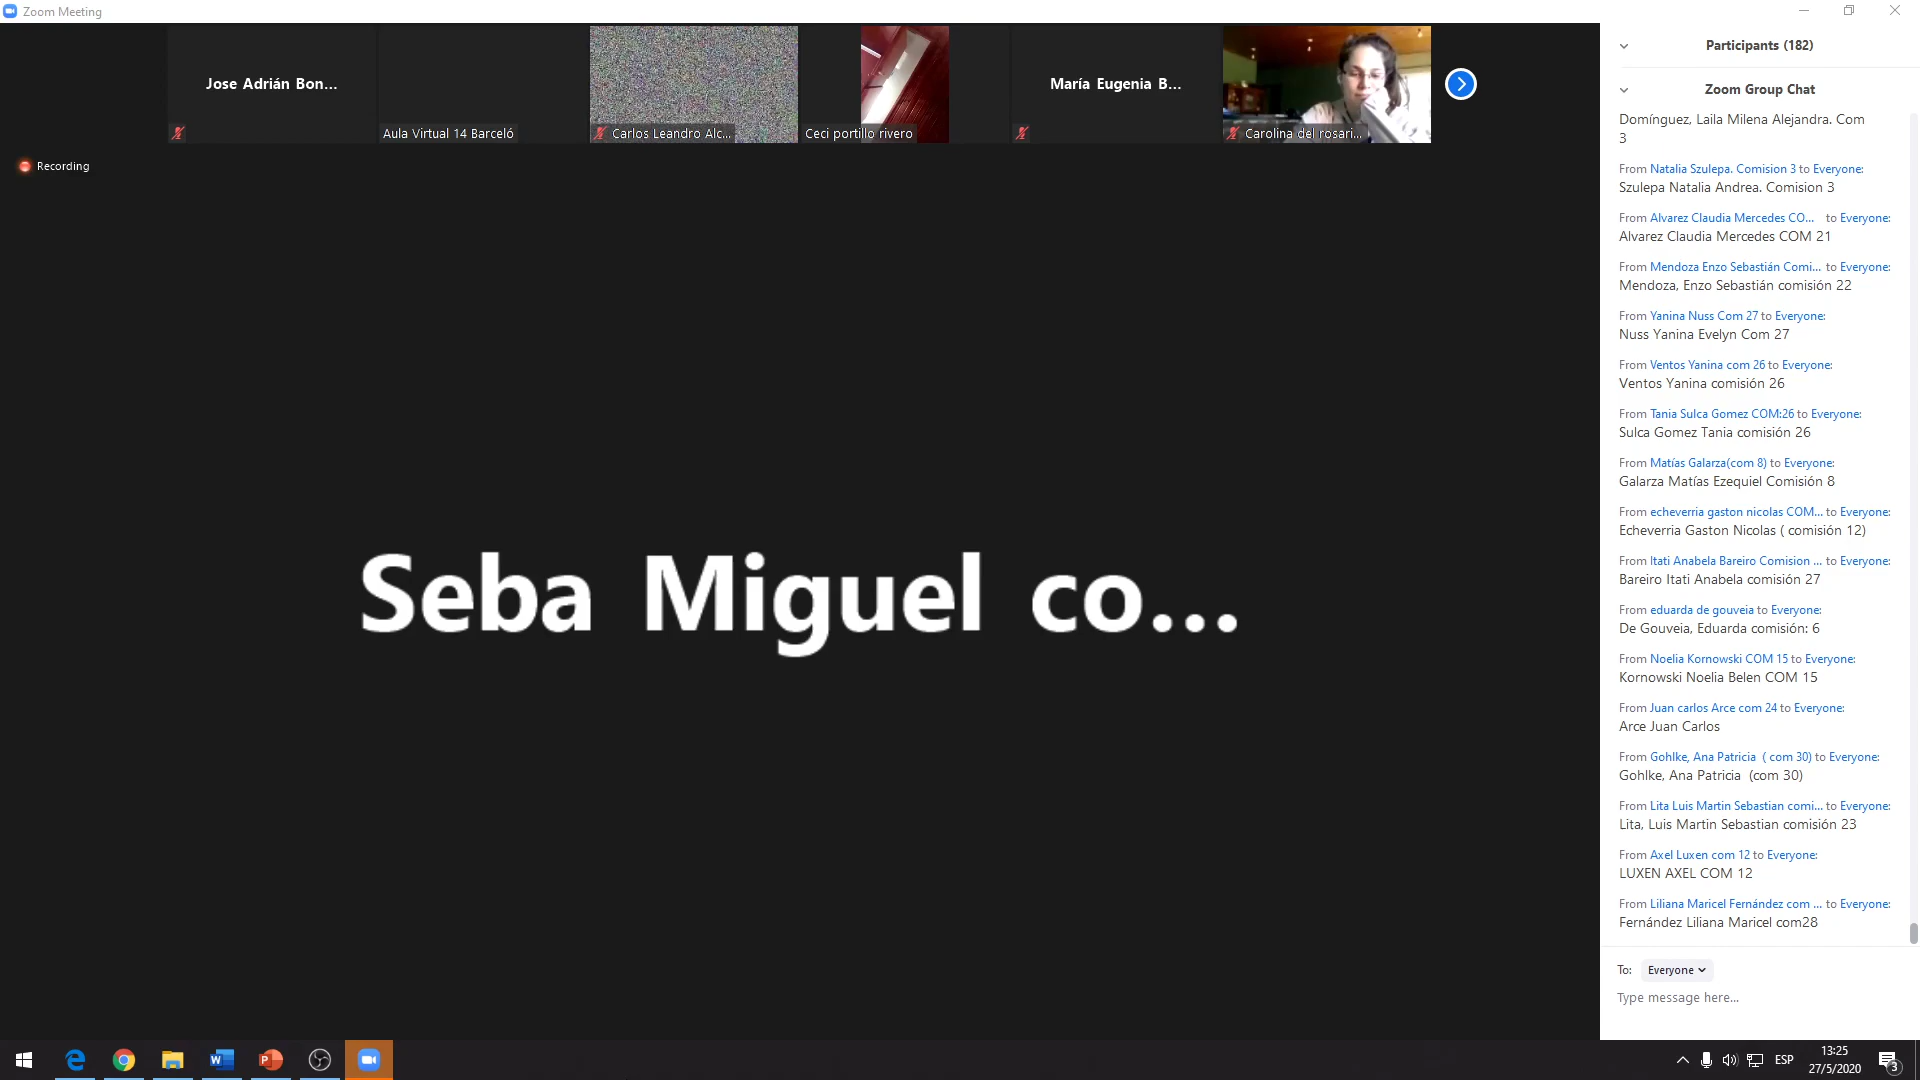 Zoom Meeting
Jose Adrián Bon...
Aula Virtual 14 Barceló
Carlos Leandro Alc...
Ceci portillo rivero
María Eugenia B...
Carolina del rosari...
Recording
Seba Miguel co...
Participants (182)
Zoom Group Chat
Domínguez, Laila Milena Alejandra. Com
3
From Natalia Szulepa. Comision 3 to Everyone:
Szulepa Natalia Andrea. Comision 3
From Alvarez Claudia Mercedes CO... to Everyone:
Alvarez Claudia Mercedes COM 21
From Mendoza Enzo Sebastián Comi... to Everyone:
Mendoza, Enzo Sebastián comisión 22
From Yanina Nuss Com 27 to Everyone:
Nuss Yanina Evelyn Com 27
From Ventos Yanina com 26 to Everyone:
Ventos Yanina comisión 26
From Tania Sulca Gomez COM:26 to Everyone:
Sulca Gomez Tania comisión 26
From Matías Galarza(com 8) to Everyone:
Galarza Matías Ezequiel Comisión 8
From echeverria gaston nicolas COM... to Everyone:
Echeverria Gaston Nicolas ( comisión 12)
From Itati Anabela Bareiro Comision ... to Everyone:
Bareiro Itati Anabela comisión 27
From eduarda de gouveia to Everyone:
De Gouveia, Eduarda comisión: 6
From Noelia Kornowski COM 15 to Everyone:
Kornowski Noelia Belen COM 15
From Juan carlos Arce com 24 to Everyone:
Arce Juan Carlos
From Gohlke, Ana Patricia ( com 30) to Everyone:
Gohlke, Ana Patricia (com 30)
From Lita Luis Martin Sebastian comi... to Everyone:
Lita, Luis Martin Sebastian comisión 23
From Axel Luxen com 12 to Everyone:
LUXEN AXEL COM 12
From Liliana Maricel Fernández com ... to Everyone:
Fernández Liliana Maricel com28
To: Everyone
Type message here...
ESP
13:25
27/5/2020
3